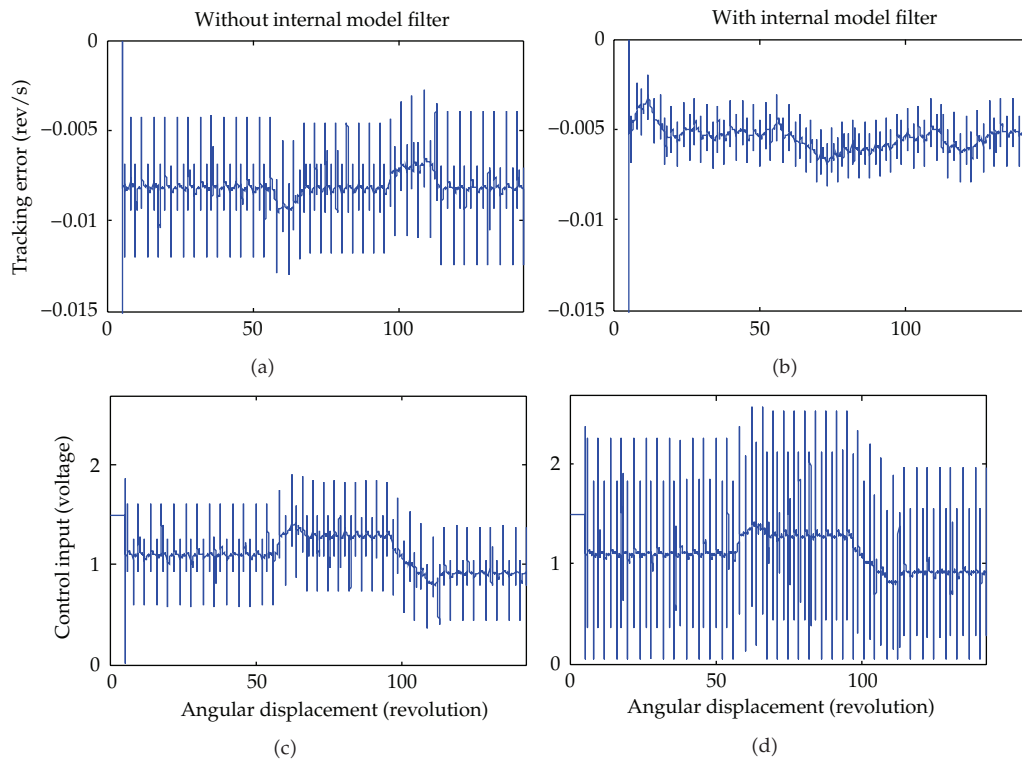 Without internal model filter
With internal model filter
Tracking error (rev/s)
0
−0.005
−0.01
−0.015
0
50
100
(a)
0
−0.005
−0.01
−0.015
0
50
100
(b)
Control input (voltage)
2
1
0
0
50
100
Angular displacement (revolution)
(c)
2
1
0
0
50
100
Angular displacement (revolution)
(d)